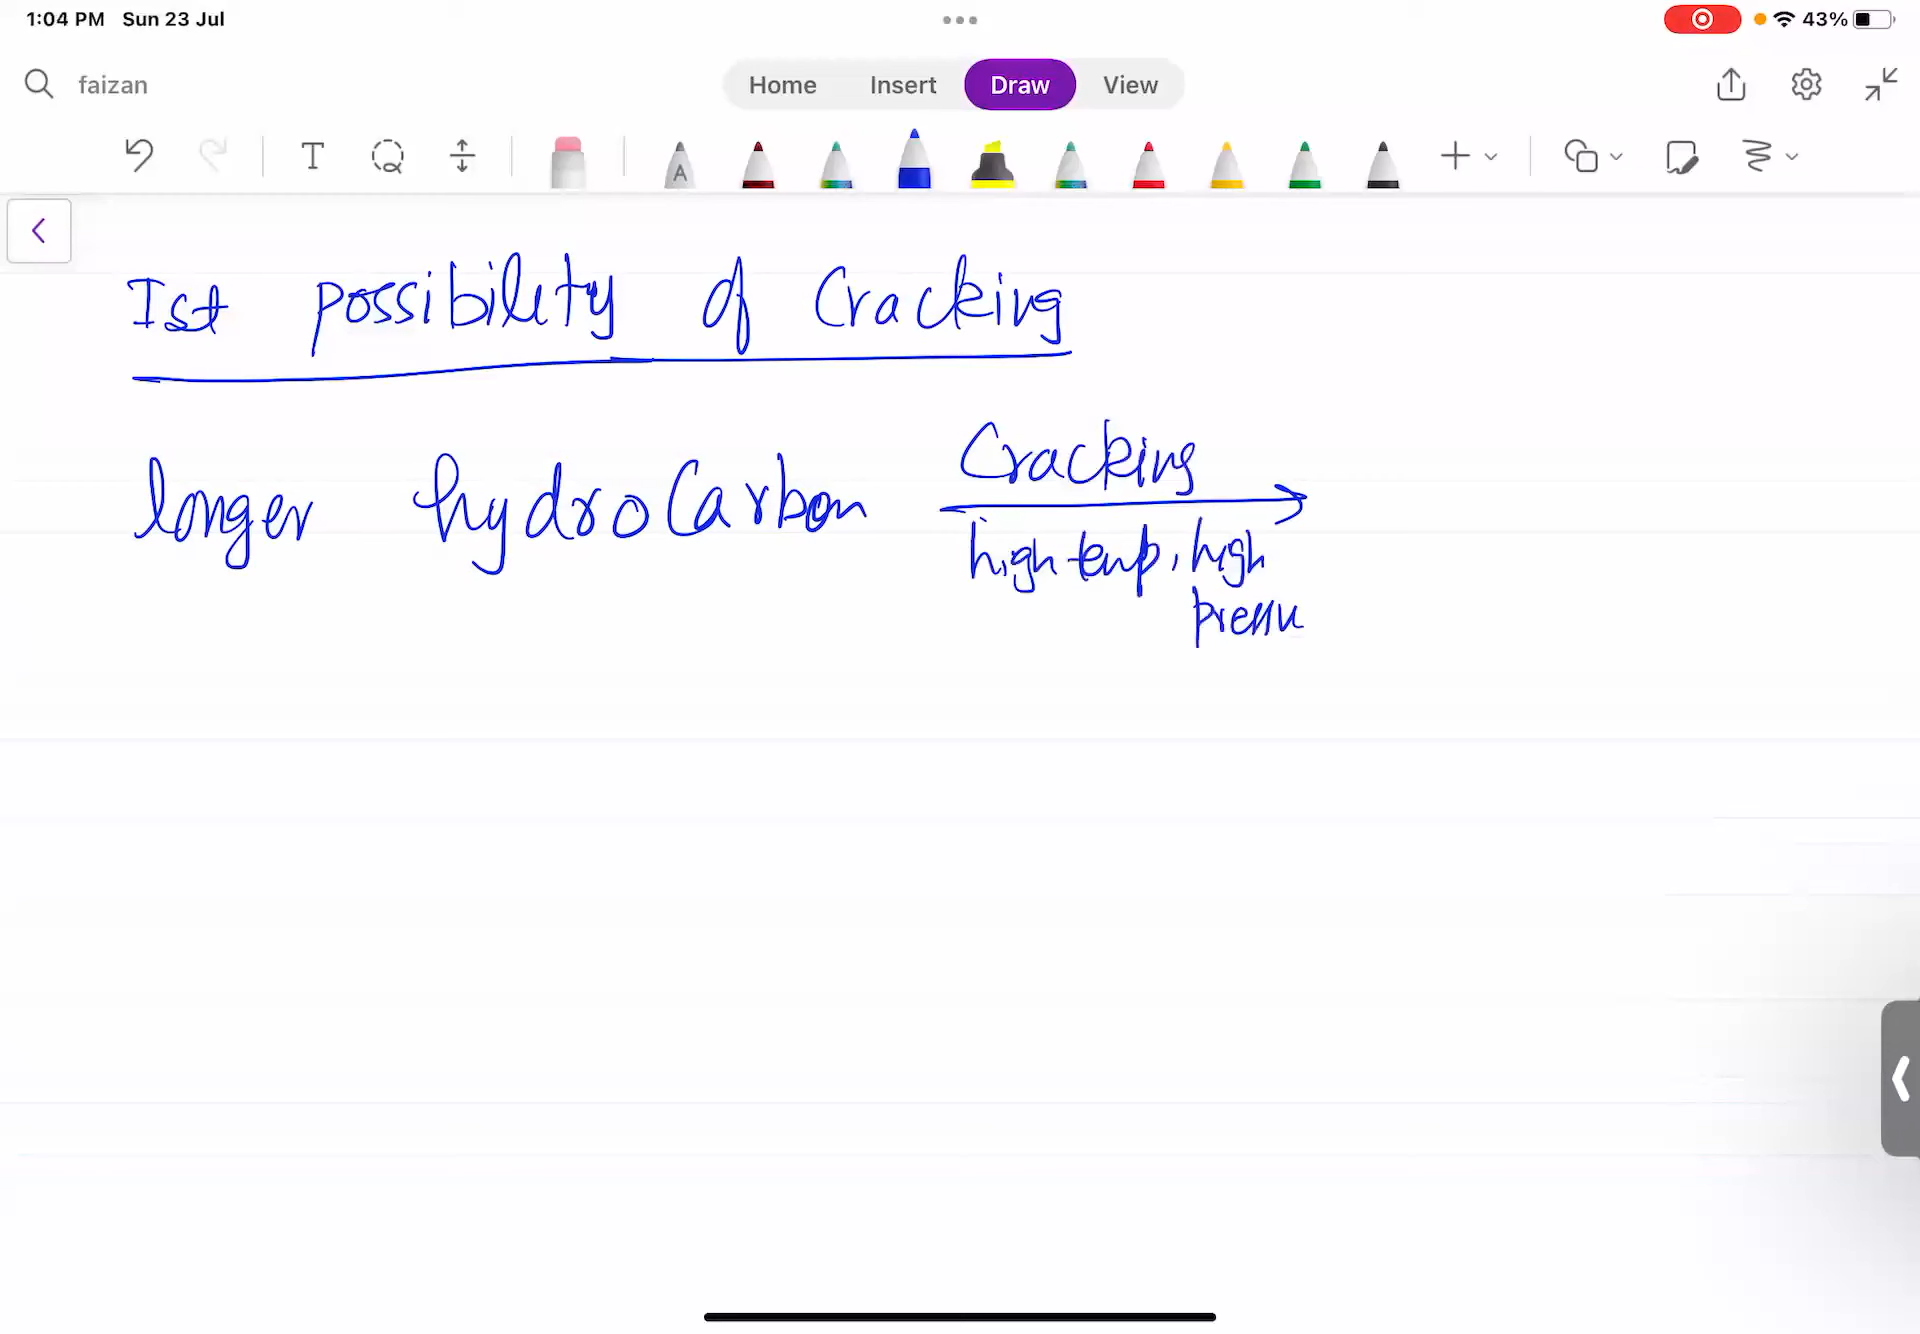 1:04 PM Sun 23 Jul
43%
faizan
Home Insert Draw View
T
A
Ist possibility of Cracking
longer hydroCarbon
Cracking
high temp, high
pressu